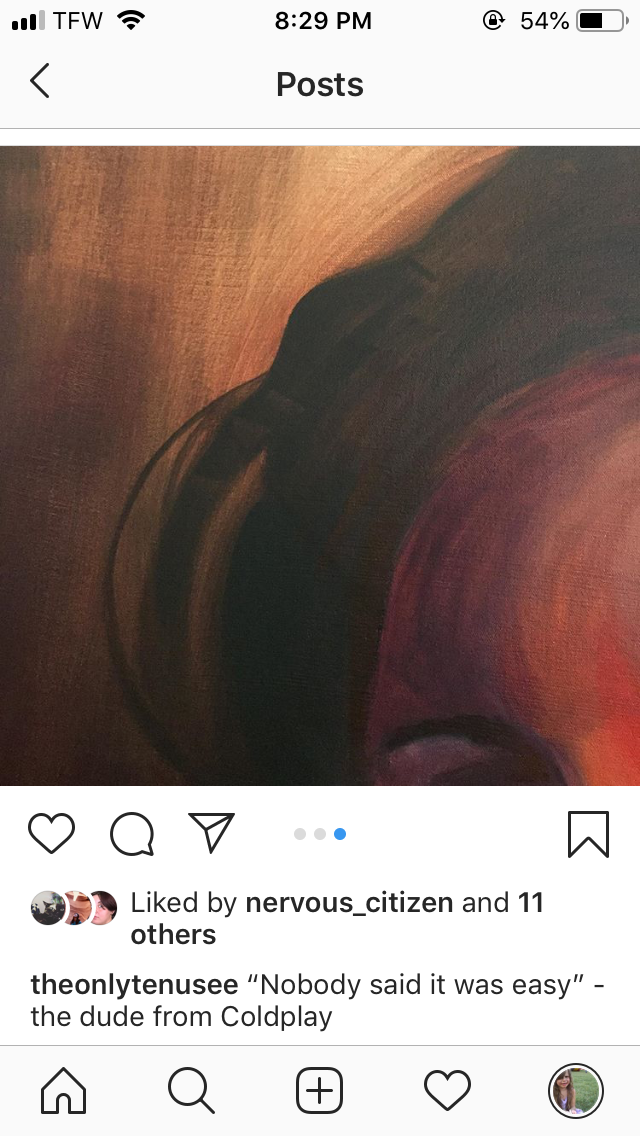 TFW 8:29 PM 54%
Posts
Liked by nervous_citizen and 11
others
theonlytenusee “Nobody said it was easy” -
the dude from Coldplay